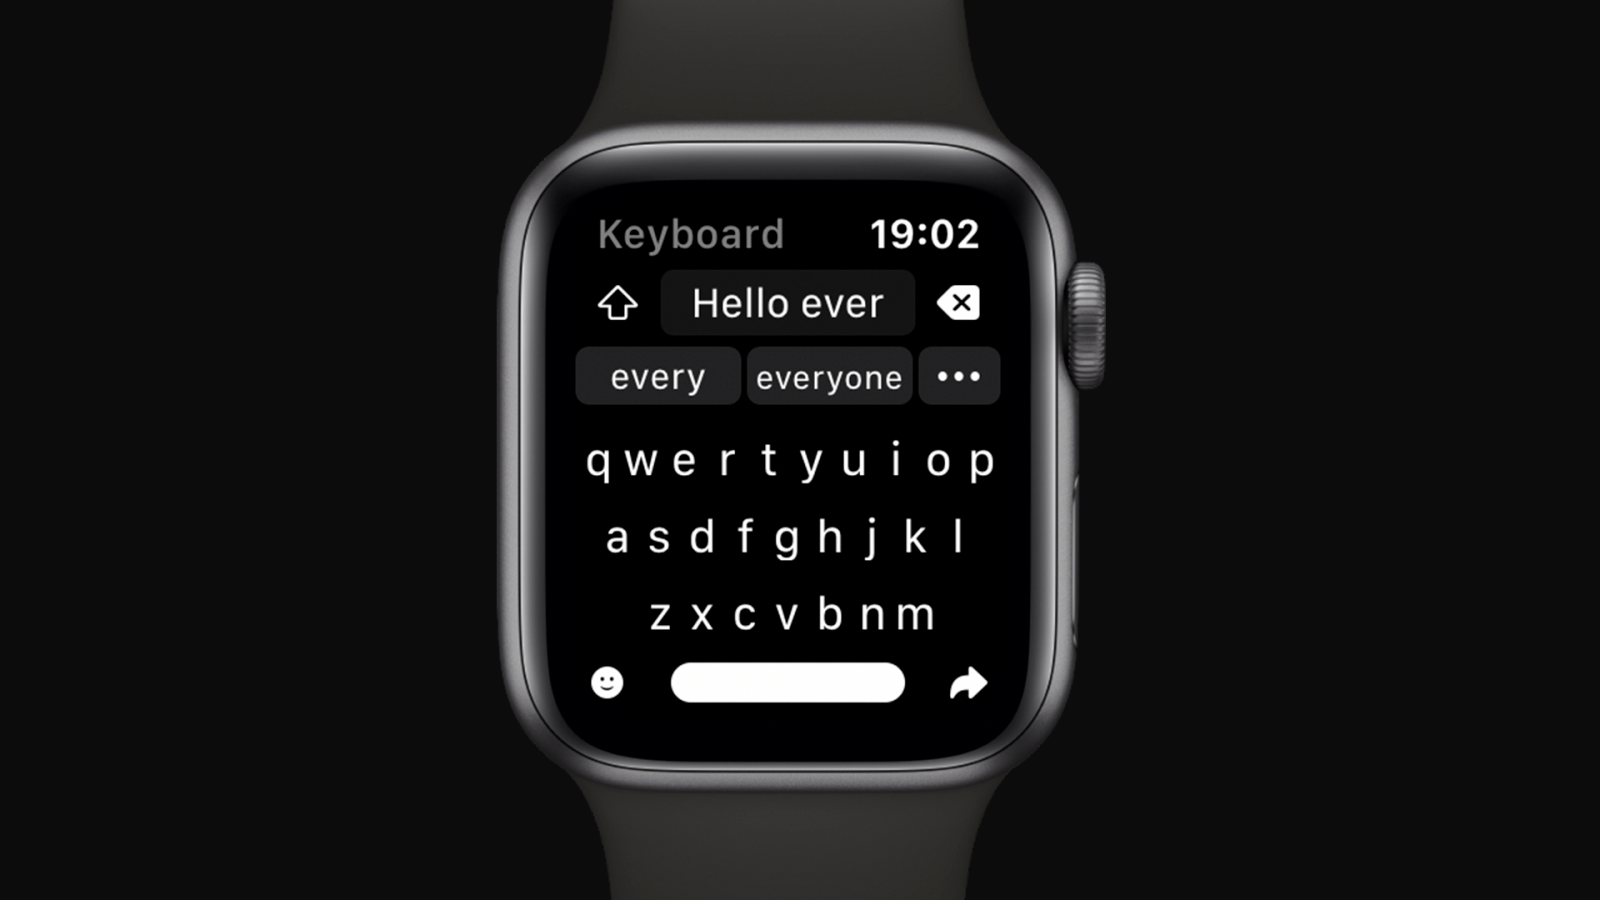 Keyboard 19:02
Hello ever
every everyone •••
q w e r t y u i o p
a s d f g h j k l
z x c v b n m